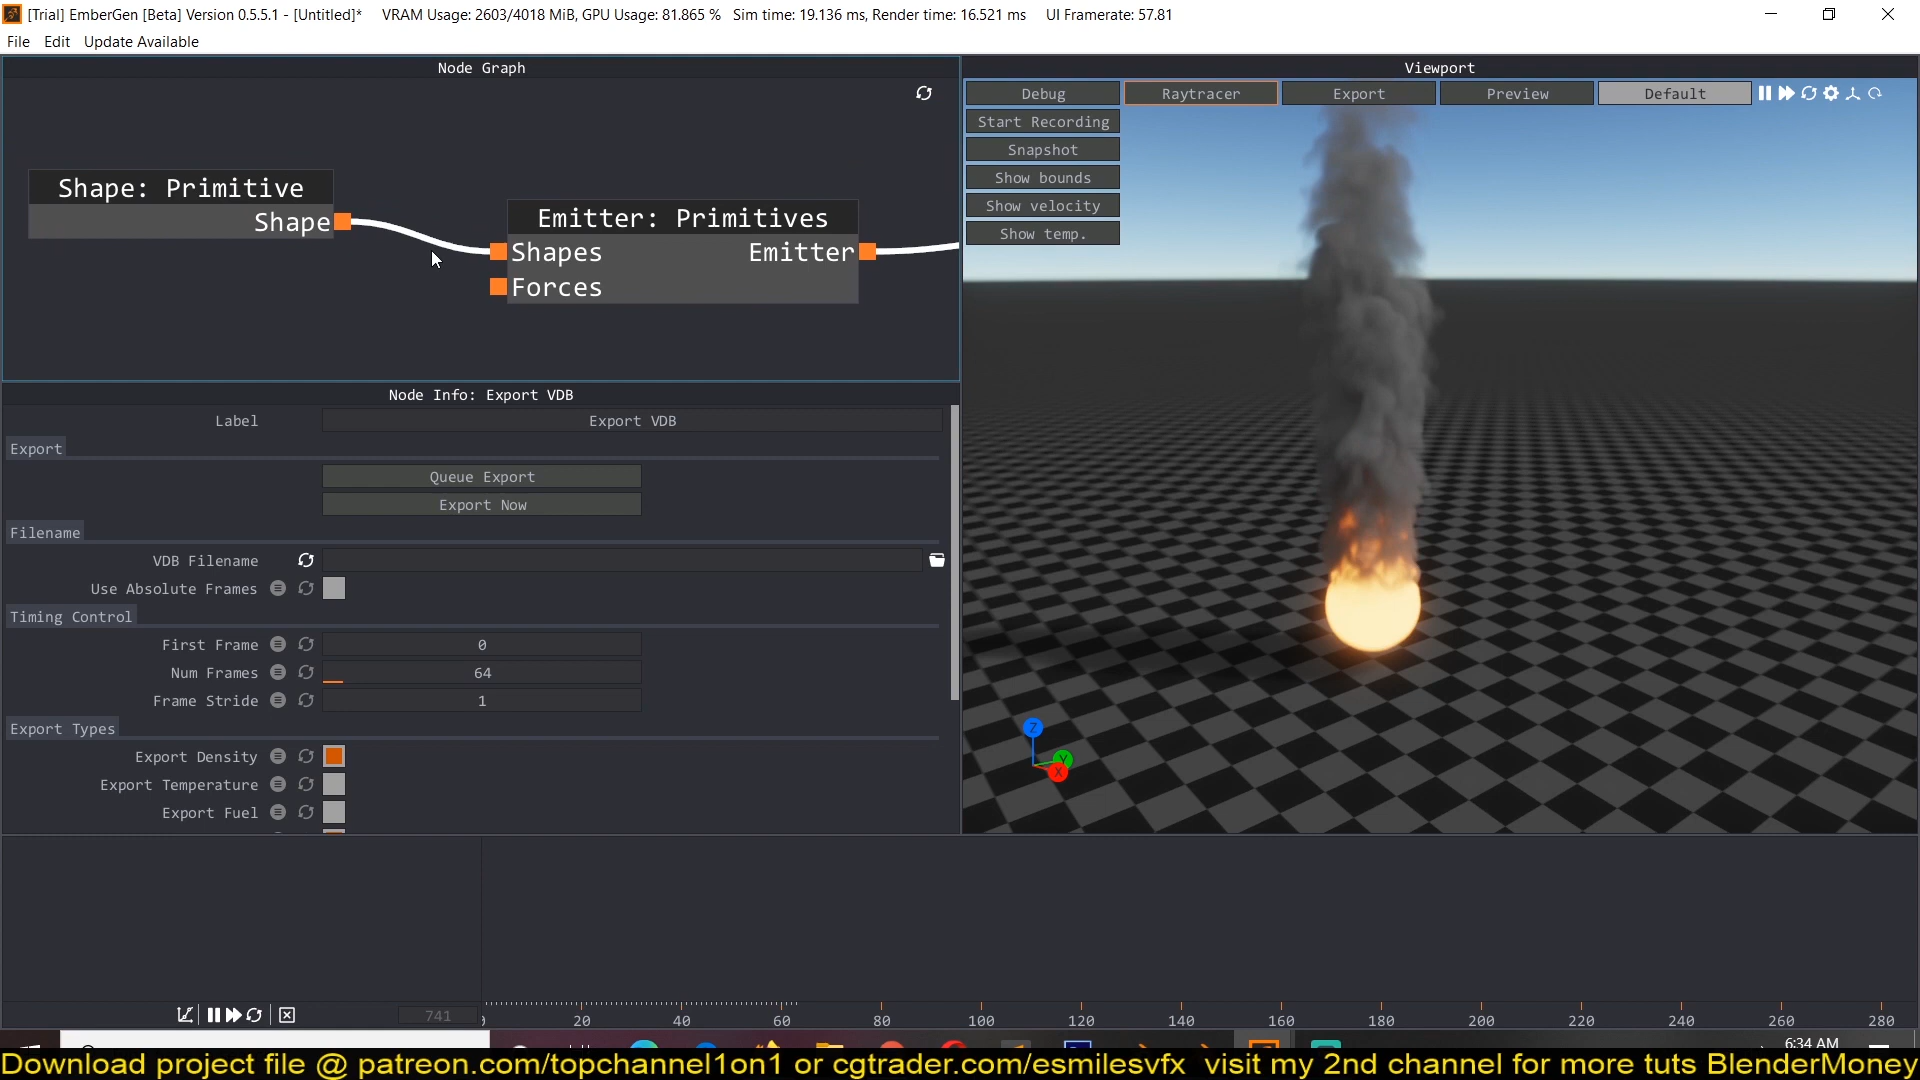 [Trial] EmberGen [Beta] Version 0.5.5.1 - [Untitled]* VRAM Usage: 2603/4018 MiB, GPU Usage: 81.865 % Sim time: 19.136 ms, Render time: 16.521 ms UI Framerate: 57.81
File Edit Update Available
Node Graph
Shape: Primitive
Shape
Emitter: Primitives
Shapes Emitter
Forces
Node Info: Export VDB
Label Export VDB
Export
Queue Export
Export Now
Filename
VDB Filename
Use Absolute Frames
Timing Control
First Frame 0
Num Frames 64
Frame Stride 1
Export Types
Export Density
Export Temperature
Export Fuel
Viewport
Debug Raytracer Export Preview Default
Start Recording
Snapshot
Show bounds
Show velocity
Show temp.
Z
Y
X
741 20 40 60 80 100 120 140 160 180 200 220 240 260 280
6:34 AM
Download project file @ patreon.com/topchannel1on1 or cgtrader.com/esmilesvfx visit my 2nd channel for more tuts BlenderMoney